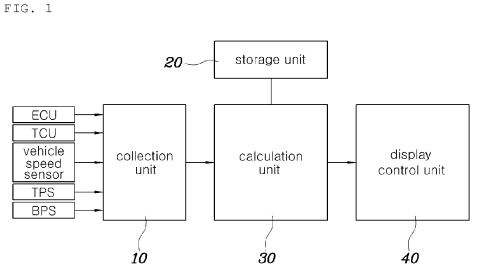 FIG. 1
20
storage unit
ECU
TCU
vehicle
speed
sensor
TPS
BPS
collection
unit
calculation
unit
display
control unit
10
30
40